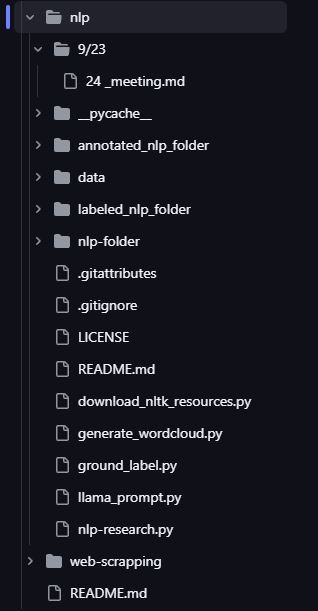 nlp
9/23
24 _meeting.md
__pycache__
annotated_nlp_folder
data
labeled_nlp_folder
nlp-folder
.gitattributes
.gitignore
LICENSE
README.md
download_nltk_resources.py
generate_wordcloud.py
ground_label.py
llama_prompt.py
nlp-research.py
web-scrapping
README.md